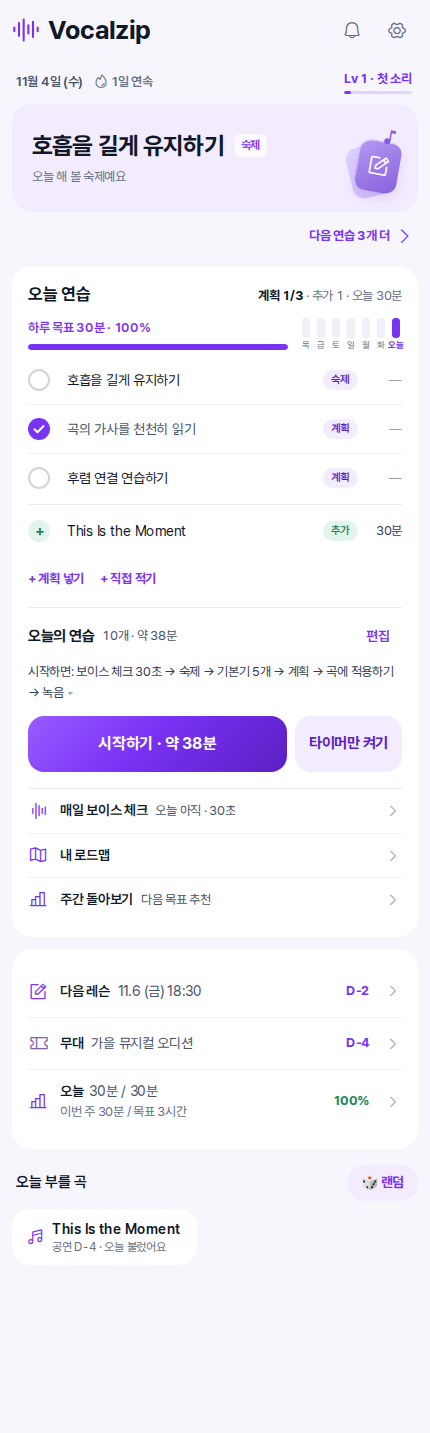 Vocalzip
11월 4일 (수) 1일 연속 Lv 1 · 첫 소리
호흡을 길게 유지하기 숙제
오늘 해 볼 숙제예요
다음 연습 3개 더
오늘 연습 계획 1/3 · 추가 1 · 오늘 30분
하루 목표 30분 · 100%
목 금 토 일 월 화 오늘
호흡을 길게 유지하기 숙제 —
곡의 가사를 천천히 읽기 계획 —
후렴 연결 연습하기 계획 —
+ This Is the Moment 추가 30분
+ 계획 넣기 + 직접 적기
오늘의 연습 10개 · 약 38분 편집
시작하면: 보이스 체크 30초 → 숙제 → 기본기 5개 → 계획 → 곡에 적용하기
→ 녹음
시작하기 · 약 38분 타이머만 켜기
매일 보이스 체크 오늘 아직 · 30초
내 로드맵
주간 돌아보기 다음 목표 추천
다음 레슨 11.6 (금) 18:30 D-2
무대 가을 뮤지컬 오디션 D-4
오늘 30분 / 30분 100%
이번 주 30분 / 목표 3시간
오늘 부를 곡 🎲 랜덤
This Is the Moment
공연 D-4 · 오늘 불렀어요